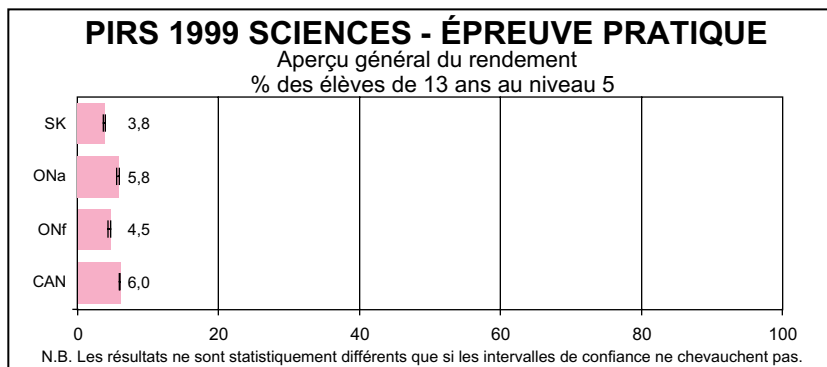 PIRS 1999 SCIENCES - ÉPREUVE PRATIQUE
Aperçu général du rendement
% des élèves de 13 ans au niveau 5
SK 3,8
ONa 5,8
ONf 4,5
CAN 6,0
0 20 40 60 80 100
N.B. Les résultats ne sont statistiquement différents que si les intervalles de confiance ne chevauchent pas.